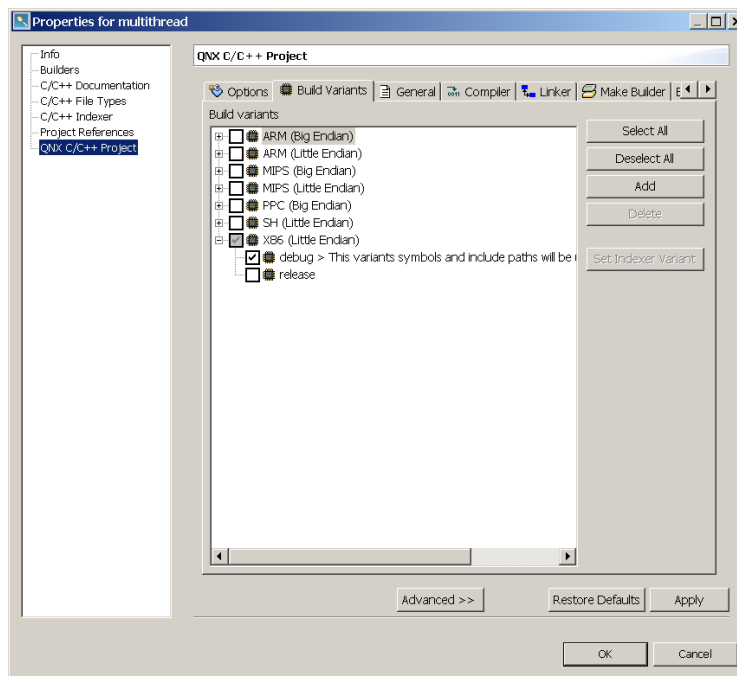 Properties for multithread
Info
Builders
C/C++ Documentation
C/C++ File Types
C/C++ Indexer
Project References
QNX C/C++ Project
QNX C/C++ Project
Options
Build Variants
General
Compiler
Linker
Make Builder
Build variants
ARM (Big Endian)
ARM (Little Endian)
MIPS (Big Endian)
MIPS (Little Endian)
PPC (Big Endian)
SH (Little Endian)
X86 (Little Endian)
debug > This variants symbols and include paths will be
release
Select All
Deselect All
Add
Delete
Set Indexer Variant
Advanced >>
Restore Defaults
Apply
OK
Cancel